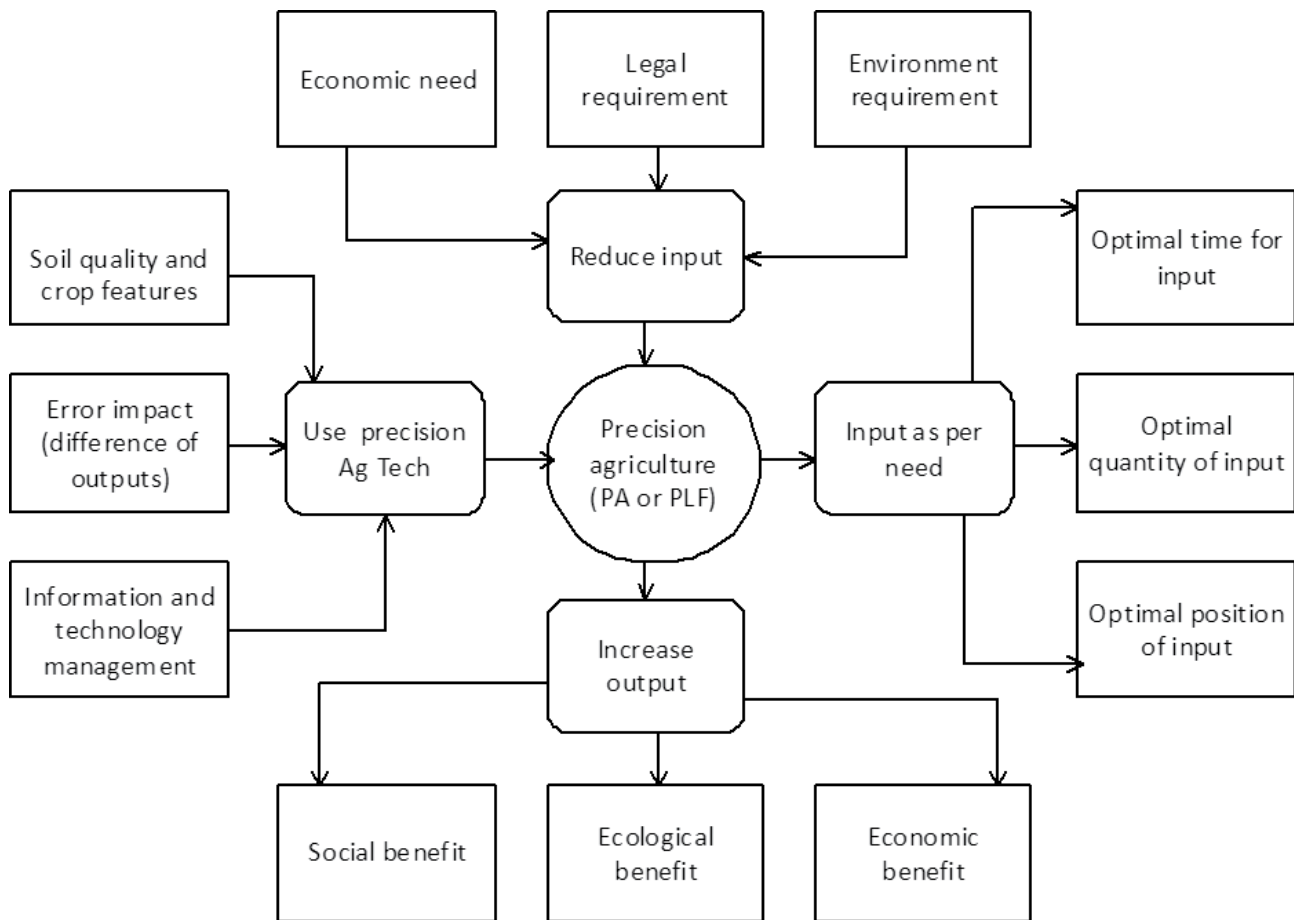 Economic need
Legal
requirement
Environment
requirement
Soil quality and
crop features
Reduce input
Optimal time for
input
Error impact
(difference of
outputs)
Use precision
Ag Tech
Precision
agriculture
(PA or PLF)
Input as per
need
Optimal
quantity of input
Information and
technology
management
Increase
output
Optimal position
of input
Social benefit
Ecological
benefit
Economic
benefit